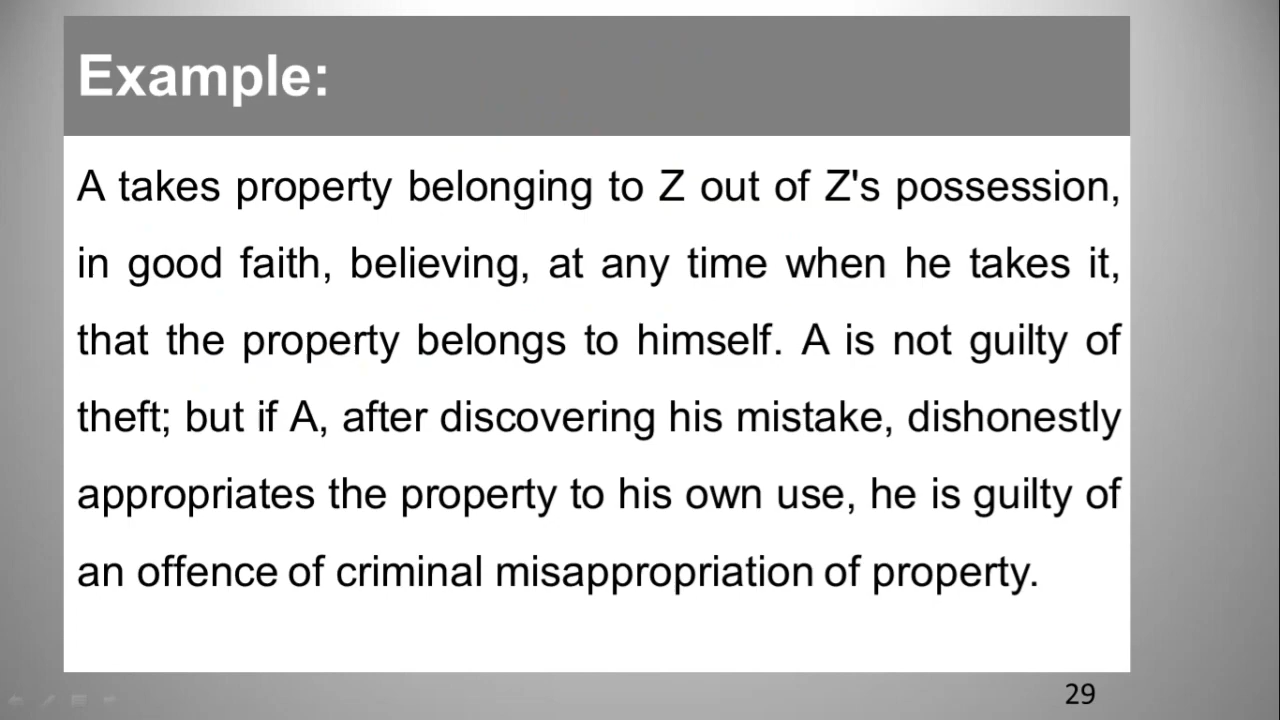 Example:
A takes property belonging to Z out of Z's possession,
in good faith, believing, at any time when he takes it,
that the property belongs to himself. A is not guilty of
theft; but if A, after discovering his mistake, dishonestly
appropriates the property to his own use, he is guilty of
an offence of criminal misappropriation of property.
29